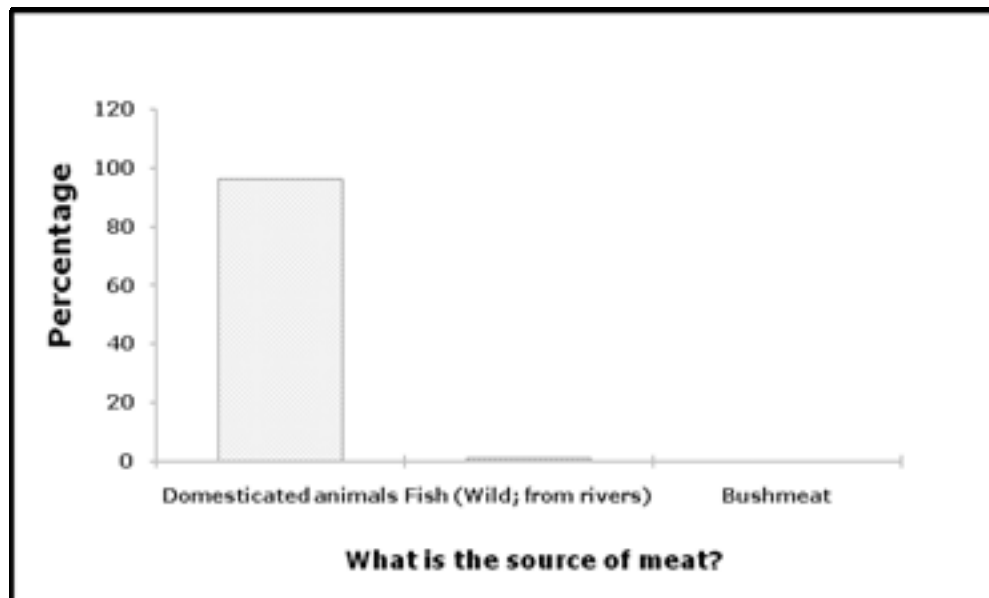 Percentage
120
100
80
60
40
20
0
Domesticated animals Fish (Wild; from rivers) Bushmeat
What is the source of meat?